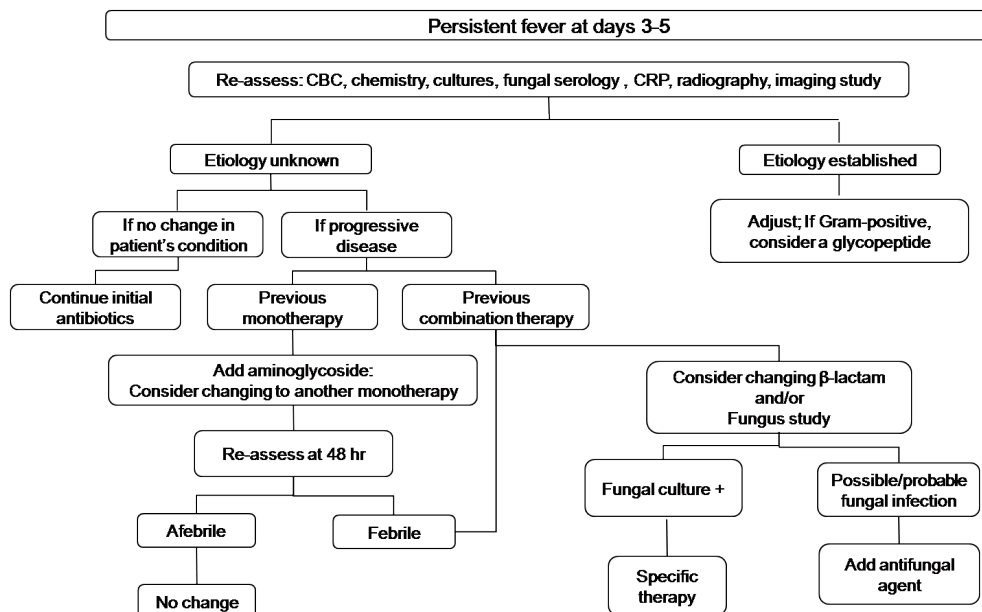 Persistent fever at days 3-5
Re-assess: CBC, chemistry, cultures, fungal serology , CRP, radiography, imaging study
Etiology unknown
Etiology established
If no change in
patient's condition
If progressive
disease
Adjust; If Gram-positive,
consider a glycopeptide
Continue initial
antibiotics
Previous
monotherapy
Previous
combination therapy
Add aminoglycoside:
Consider changing to another monotherapy
Consider changing β-lactam
and/or
Fungus study
Re-assess at 48 hr
Fungal culture +
Possible/probable
fungal infection
Afebrile
Febrile
Specific
therapy
Add antifungal
agent
No change